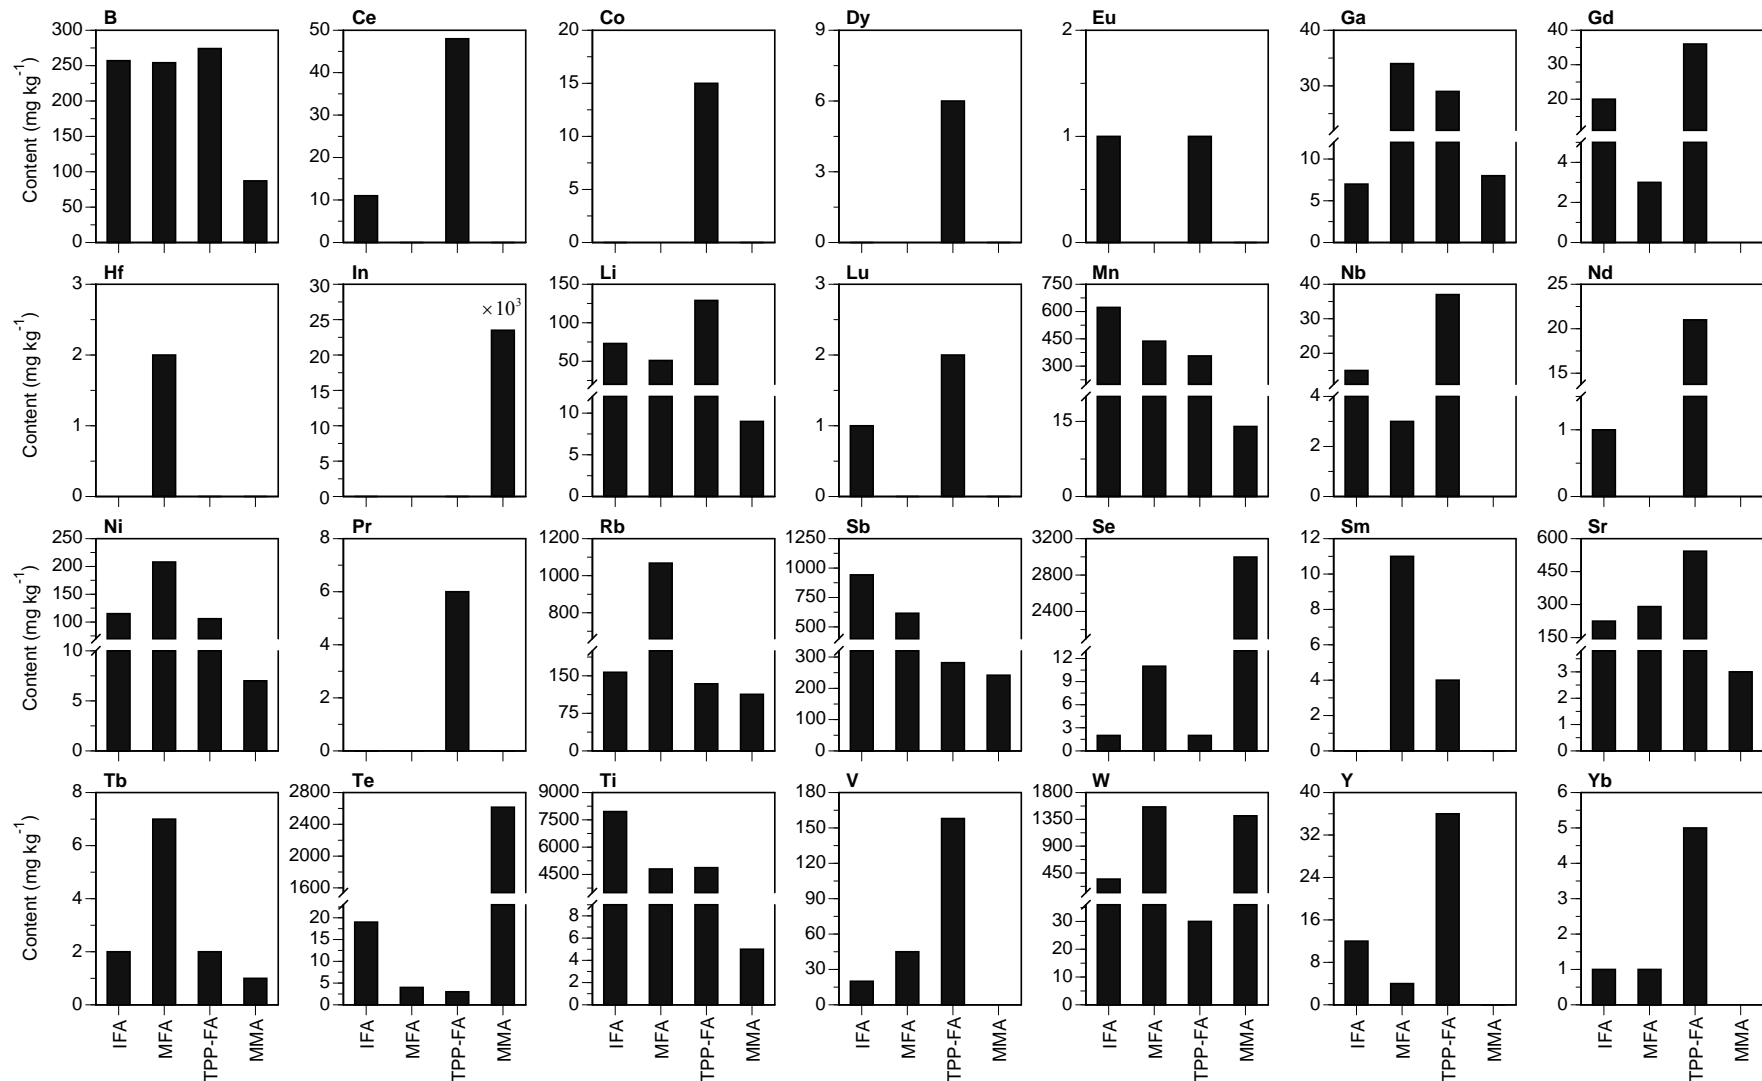 B Ce Co Dy Eu Ga Gd
Content (mg kg⁻¹)
300 250 200 150 100 50 0
50 40 30 20 10 0
20 15 10 5 0
9 6 3 0
2 1 0
40 30 10 5 0
40 30 20 4 2 0
Hf In Li Lu Mn Nb Nd
Content (mg kg⁻¹)
3 2 1 0
30 25 20 15 10 5 0
×10³
150 100 50 10 5 0
3 2 1 0
750 600 450 300 15 0
40 30 20 4 2 0
25 20 15 1 0
Ni Pr Rb Sb Se Sm Sr
Content (mg kg⁻¹)
250 200 150 100 10 5 0
8 6 4 2 0
1200 1000 800 150 75 0
1250 1000 750 500 300 200 100 0
3200 2800 2400 12 9 6 3 0
12 10 8 6 4 2 0
600 450 300 150 3 2 1 0
Tb Te Ti V W Y Yb
Content (mg kg⁻¹)
8 6 4 2 0
2800 2400 2000 1600 20 15 10 5 0
9000 7500 6000 4500 8 6 4 2 0
180 150 120 90 60 30 0
1800 1350 900 450 30 20 10 0
40 32 24 16 8 0
6 5 4 3 2 1 0
IFA MFA TPP-FA MMA
IFA MFA TPP-FA MMA
IFA MFA TPP-FA MMA
IFA MFA TPP-FA MMA
IFA MFA TPP-FA MMA
IFA MFA TPP-FA MMA
IFA MFA TPP-FA MMA